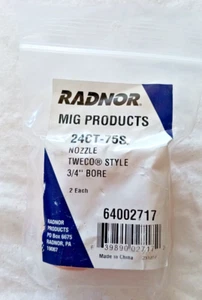 RADNOR®
MIG PRODUCTS
24CT-75S
NOZZLE
TWECO® STYLE
3/4" BORE
2 Each
64002717
RADNOR
PRODUCTS
PO Box 6675
RADNOR, PA
19087
Made in China